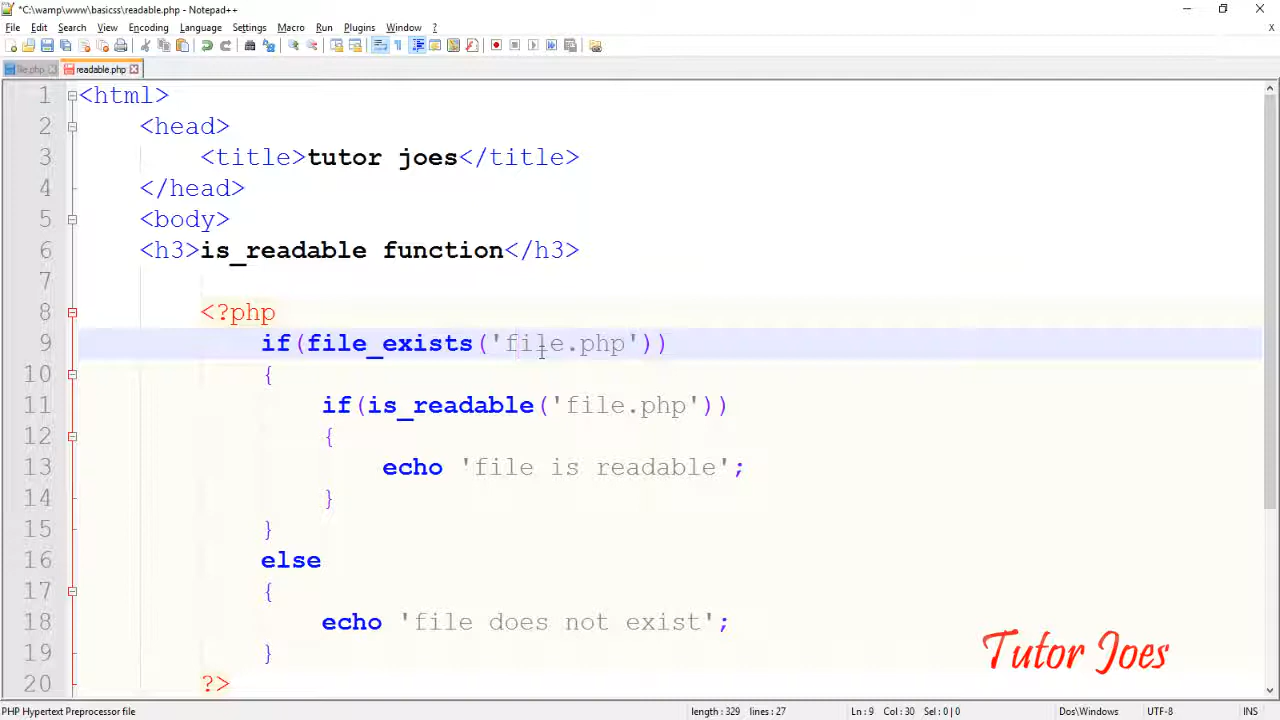 *C:\wamp\www\basicss\readable.php - Notepad++
File Edit Search View Encoding Language Settings Macro Run Plugins Window ?
X
file.php readable.php
1 <html>
2 <head>
3 <title>tutor joes</title>
4 </head>
5 <body>
6 <h3>is_readable function</h3>
7
8 <?php
9 if(file_exists('file.php'))
10 {
11 if(is_readable('file.php'))
12 {
13 echo 'file is readable';
14 }
15 }
16 else
17 {
18 echo 'file does not exist';
19 }
20 ?>
Tutor Joes
PHP Hypertext Preprocessor file length : 329 lines : 27 Ln : 9 Col : 30 Sel : 0 | 0 Dos\Windows UTF-8 INS